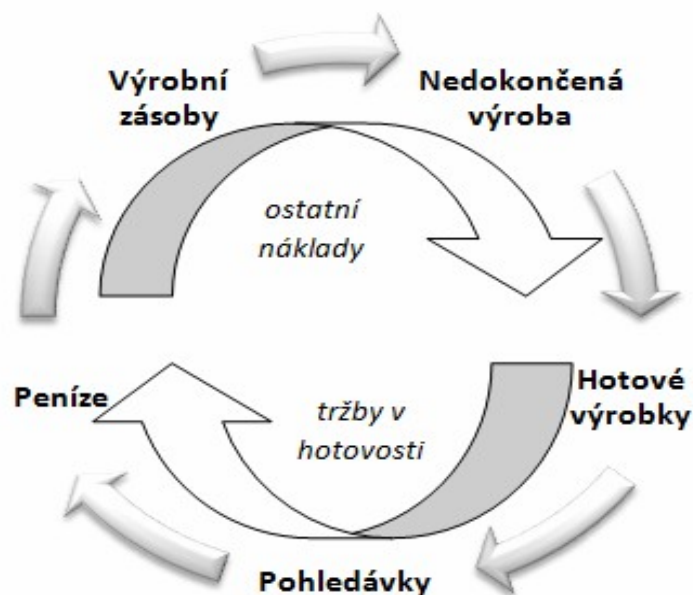 Výrobní
zásoby
Nedokončená
výroba
ostatní
náklady
Peníze
Hotové
výrobky
tržby v
hotovosti
Pohledávky